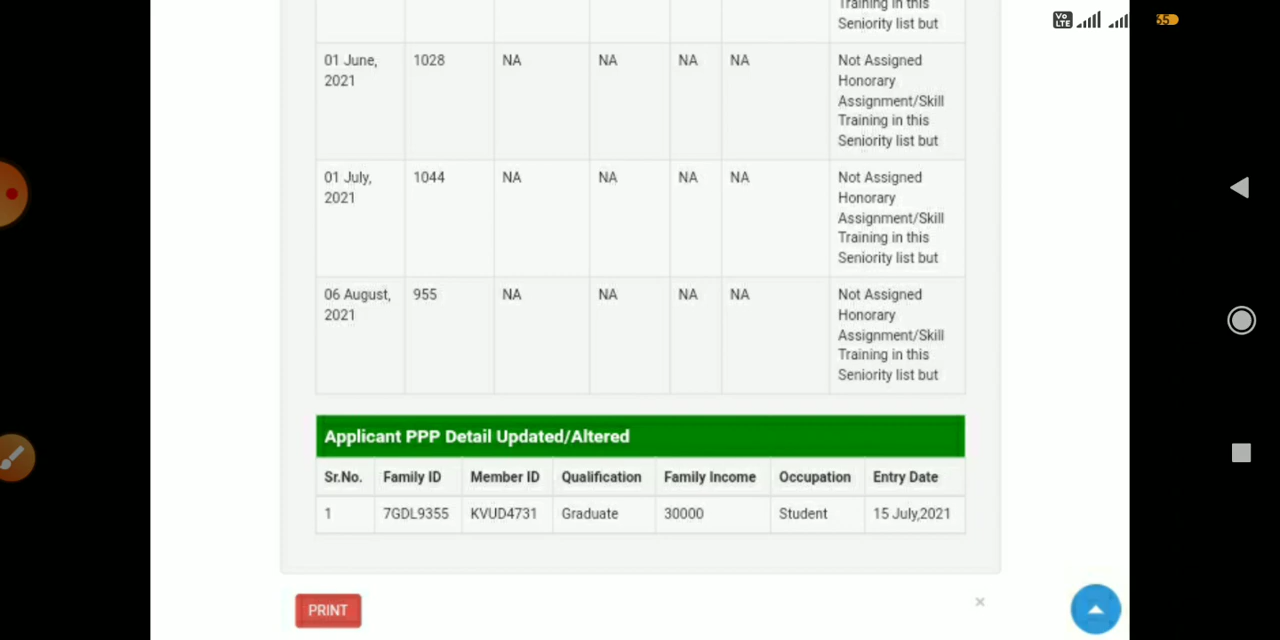 Training in this
Seniority list but
Vo
LTE
65
01 June,
2021
1028
NA
NA
NA
NA
Not Assigned
Honorary
Assignment/Skill
Training in this
Seniority list but
01 July,
2021
1044
NA
NA
NA
NA
Not Assigned
Honorary
Assignment/Skill
Training in this
Seniority list but
06 August,
2021
955
NA
NA
NA
NA
Not Assigned
Honorary
Assignment/Skill
Training in this
Seniority list but
Applicant PPP Detail Updated/Altered
Sr.No. Family ID Member ID Qualification Family Income Occupation Entry Date
1 7GDL9355 KVUD4731 Graduate 30000 Student 15 July,2021
PRINT
×